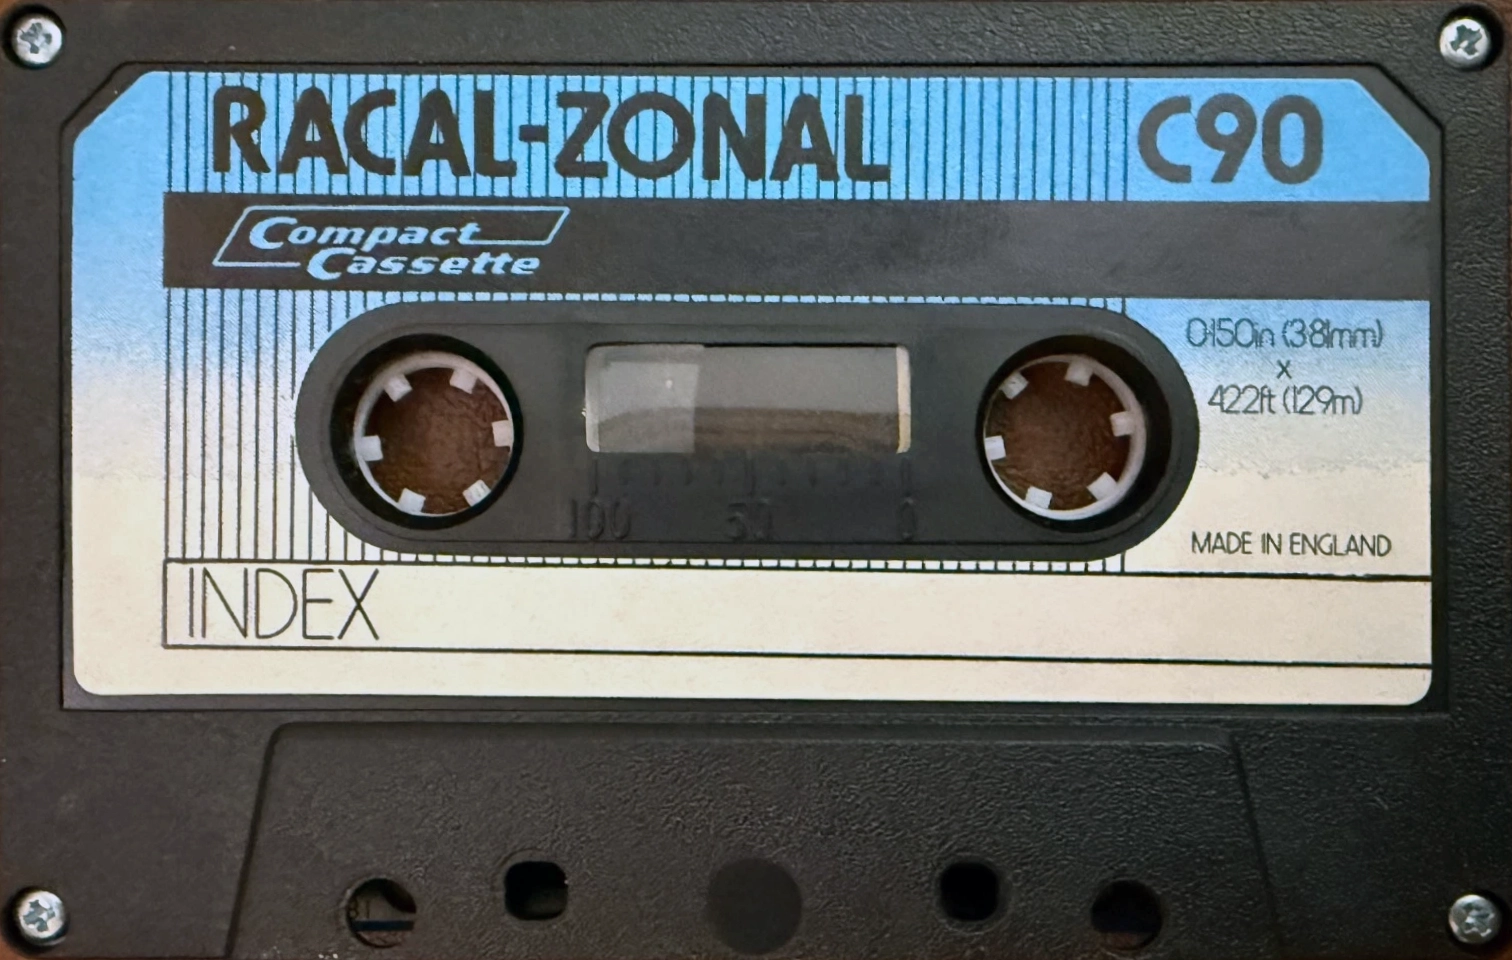 RACAL-ZONAL C90
Compact
Cassette
0·150in (3·81mm)
x
422ft (129m)
100 50 0
MADE IN ENGLAND
INDEX